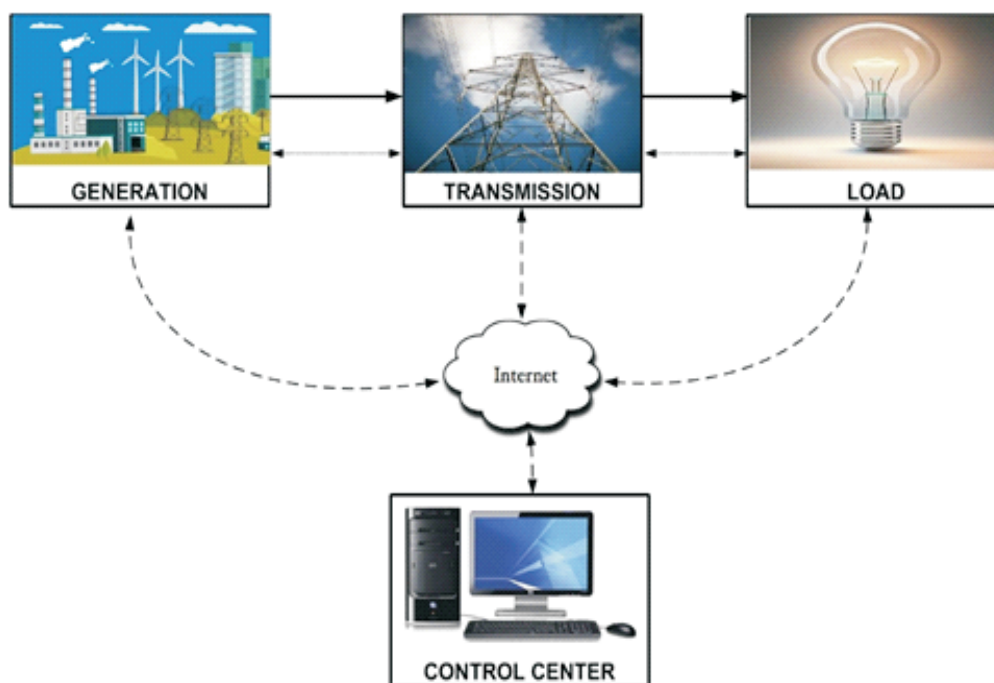 GENERATION
TRANSMISSION
LOAD
Internet
CONTROL CENTER